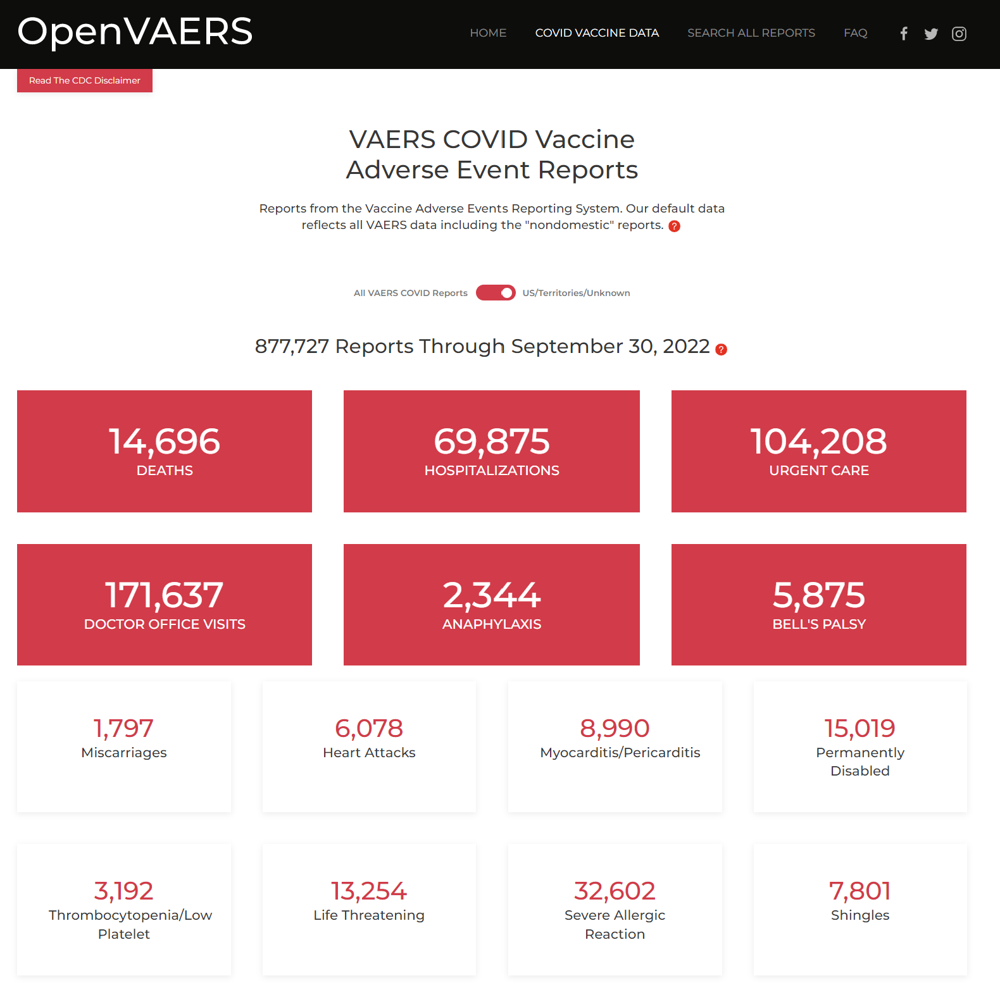 OpenVAERS
HOME
COVID VACCINE DATA
SEARCH ALL REPORTS
FAQ
Read The CDC Disclaimer
VAERS COVID Vaccine
Adverse Event Reports
Reports from the Vaccine Adverse Events Reporting System. Our default data
reflects all VAERS data including the "nondomestic" reports. ?
All VAERS COVID Reports
US/Territories/Unknown
877,727 Reports Through September 30, 2022 ?
14,696
DEATHS
69,875
HOSPITALIZATIONS
104,208
URGENT CARE
171,637
DOCTOR OFFICE VISITS
2,344
ANAPHYLAXIS
5,875
BELL'S PALSY
1,797
Miscarriages
6,078
Heart Attacks
8,990
Myocarditis/Pericarditis
15,019
Permanently
Disabled
3,192
Thrombocytopenia/Low
Platelet
13,254
Life Threatening
32,602
Severe Allergic
Reaction
7,801
Shingles